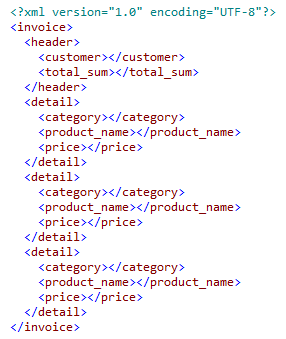 <?xml version="1.0" encoding="UTF-8"?>
<invoice>
  <header>
    <customer></customer>
    <total_sum></total_sum>
  </header>
  <detail>
    <category></category>
    <product_name></product_name>
    <price></price>
  </detail>
  <detail>
    <category></category>
    <product_name></product_name>
    <price></price>
  </detail>
  <detail>
    <category></category>
    <product_name></product_name>
    <price></price>
  </detail>
</invoice>